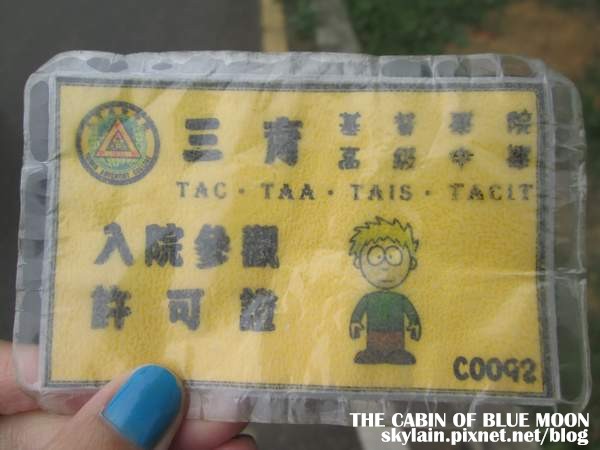 三育 基督學院
高級中學
TAC · TAA · TAIS · TACIT
入院參觀
許可證
C0092
THE CABIN OF BLUE MOON
skylain.pixnet.net/blog